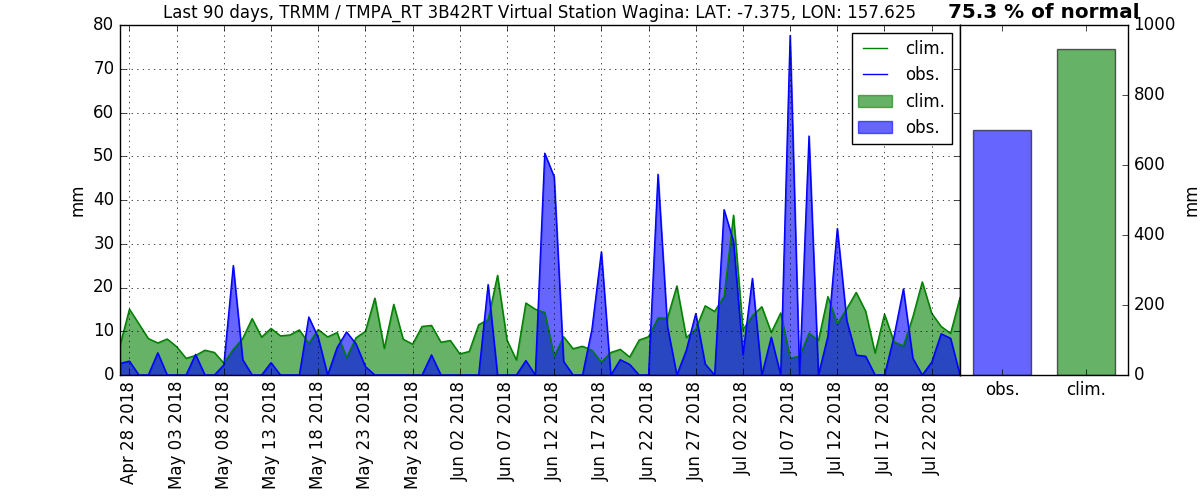 Last 90 days, TRMM / TMPA_RT 3B42RT Virtual Station Wagina: LAT: -7.375, LON: 157.625
75.3 % of normal
80
70
60
50
40
30
20
10
0
mm
clim.
obs.
clim.
obs.
Apr 28 2018
May 03 2018
May 08 2018
May 13 2018
May 18 2018
May 23 2018
May 28 2018
Jun 02 2018
Jun 07 2018
Jun 12 2018
Jun 17 2018
Jun 22 2018
Jun 27 2018
Jul 02 2018
Jul 07 2018
Jul 12 2018
Jul 17 2018
Jul 22 2018
obs.
clim.
1000
800
600
400
200
0
mm